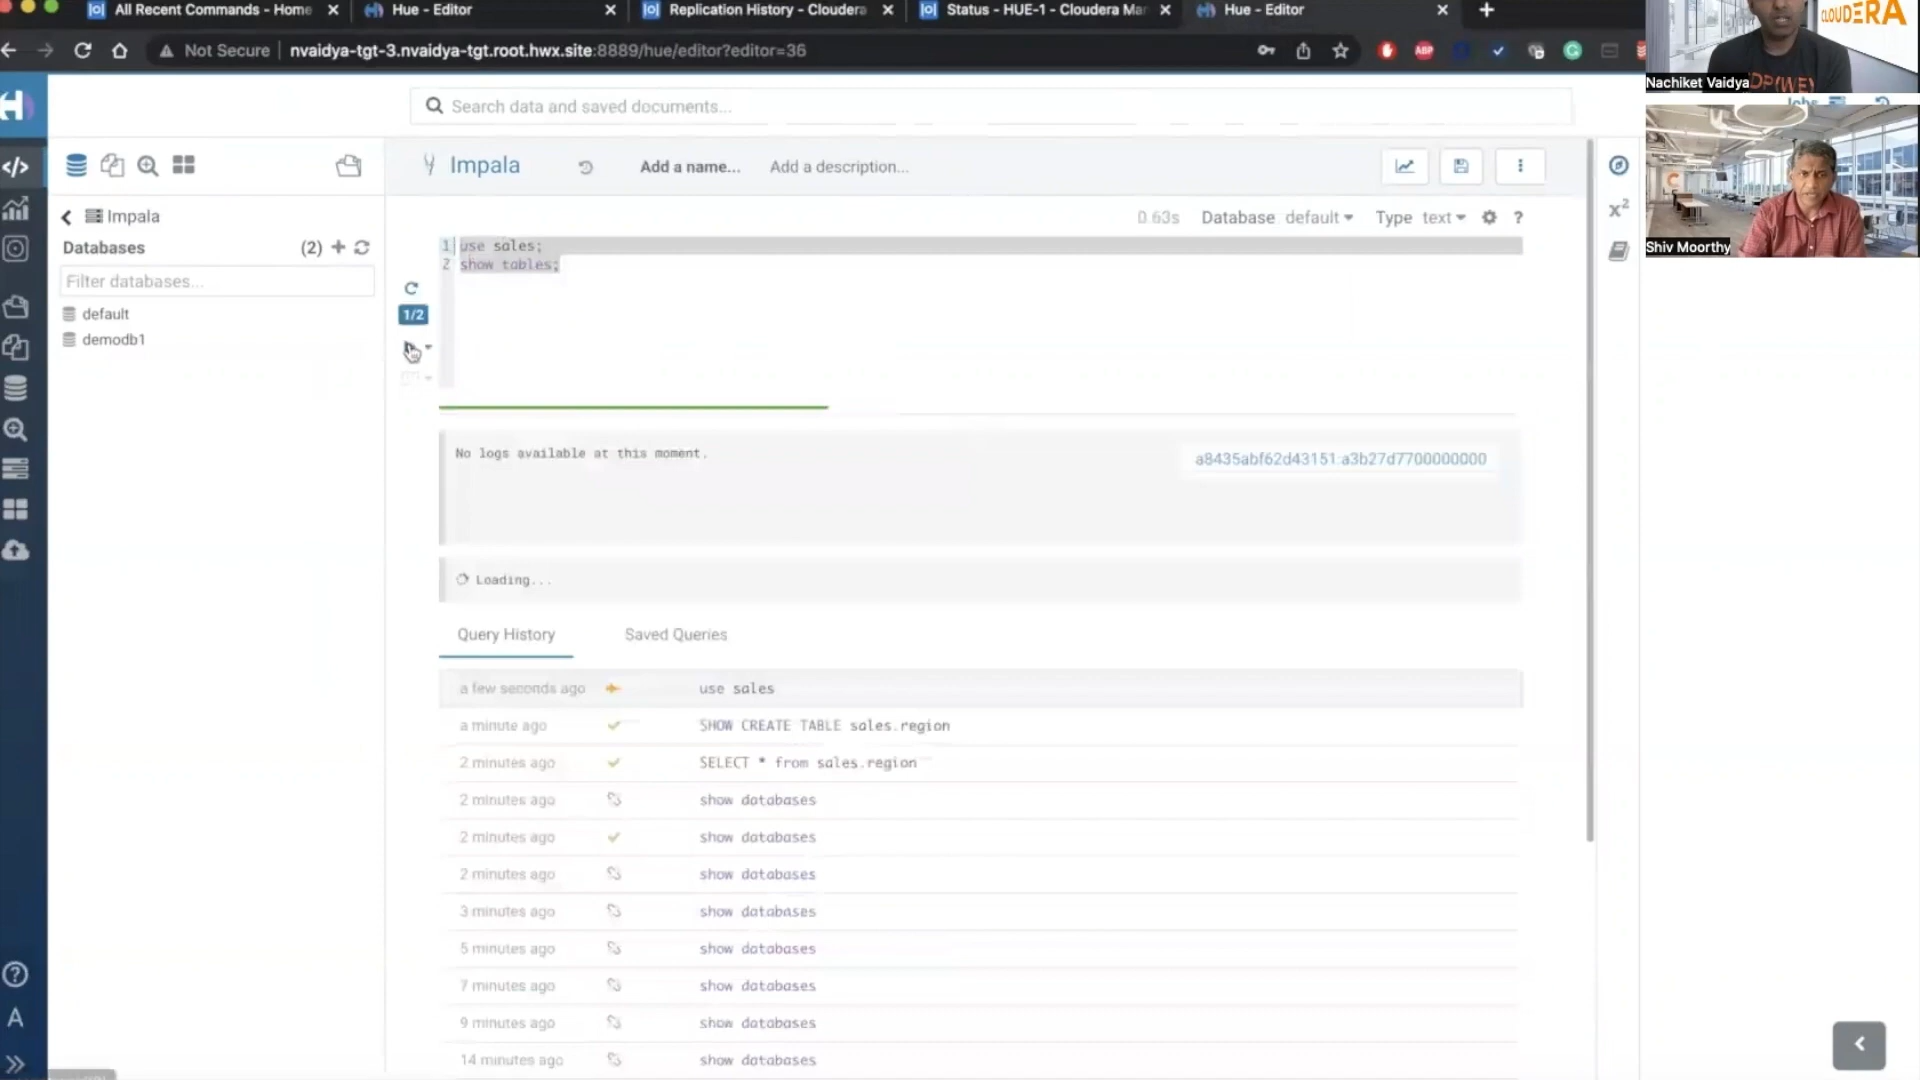 All Recent Commands - Home
Hue - Editor
Replication History - Cloudera
Status - HUE-1 - Cloudera Man
Hue - Editor
Not Secure
nvaidya-tgt-3.nvaidya-tgt.root.hwx.site:8889/hue/editor?editor=36
ABP
CLOUDERA
Nachiket Vaidya
Jobs
Shiv Moorthy
Search data and saved documents...
Impala
Add a name...
Add a description...
Impala
Databases
(2)
Filter databases...
default
demodb1
0.63s
Database default
Type text
?
1 use sales;
2 show tables;
1/2
No logs available at this moment.
a8435abf62d43151:a3b27d7700000000
Loading...
Query History
Saved Queries
a few seconds ago use sales
a minute ago SHOW CREATE TABLE sales.region
2 minutes ago SELECT * from sales.region
2 minutes ago show databases
2 minutes ago show databases
2 minutes ago show databases
3 minutes ago show databases
5 minutes ago show databases
7 minutes ago show databases
9 minutes ago show databases
14 minutes ago show databases